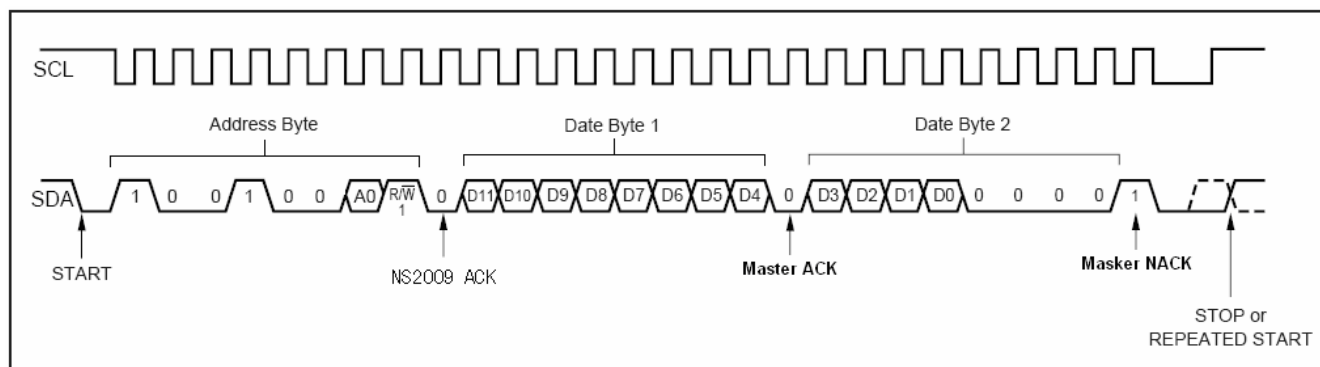 SCL
Address Byte Date Byte 1 Date Byte 2
SDA 1 0 0 1 0 0 A0 R/W̅ 1 0 D11 D10 D9 D8 D7 D6 D5 D4 0 D3 D2 D1 D0 0 0 0 0 1
START NS2009 ACK Master ACK Masker NACK
STOP or
REPEATED START